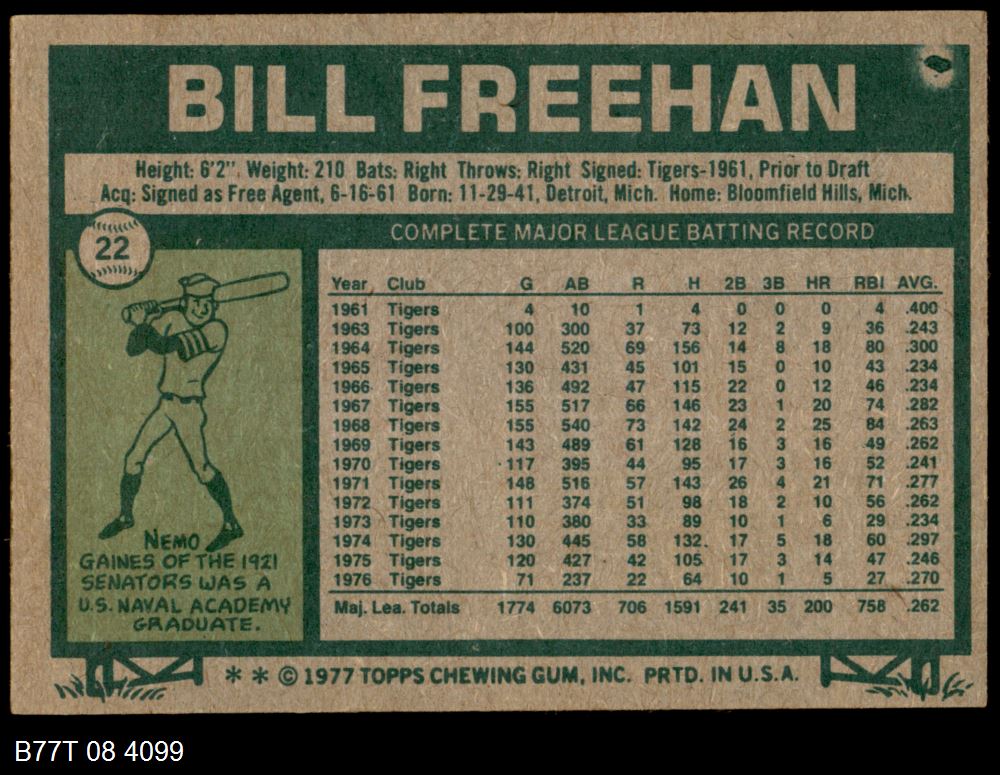 BILL FREEHAN
Height: 6'2", Weight: 210 Bats: Right Throws: Right Signed: Tigers-1961, Prior to Draft
Acq: Signed as Free Agent, 6-16-61 Born: 11-29-41, Detroit, Mich. Home: Bloomfield Hills, Mich.
22
COMPLETE MAJOR LEAGUE BATTING RECORD
Year Club G AB R H 2B 3B HR RBI AVG.
1961 Tigers 4 10 1 4 0 0 0 4 .400
1963 Tigers 100 300 37 73 12 2 9 36 .243
1964 Tigers 144 520 69 156 14 8 18 80 .300
1965 Tigers 130 431 45 101 15 0 10 43 .234
1966 Tigers 136 492 47 115 22 0 12 46 .234
1967 Tigers 155 517 66 146 23 1 20 74 .282
1968 Tigers 155 540 73 142 24 2 25 84 .263
1969 Tigers 143 489 61 128 16 3 16 49 .262
1970 Tigers 117 395 44 95 17 3 16 52 .241
1971 Tigers 148 516 57 143 26 4 21 71 .277
1972 Tigers 111 374 51 98 18 2 10 56 .262
1973 Tigers 110 380 33 89 10 1 6 29 .234
1974 Tigers 130 445 58 132 17 5 18 60 .297
1975 Tigers 120 427 42 105 17 3 14 47 .246
1976 Tigers 71 237 22 64 10 1 5 27 .270
Maj. Lea. Totals 1774 6073 706 1591 241 35 200 758 .262
NEMO
GAINES OF THE 1921
SENATORS WAS A
U.S. NAVAL ACADEMY
GRADUATE.
* * © 1977 TOPPS CHEWING GUM, INC. PRTD. IN U.S.A.
B77T 08 4099